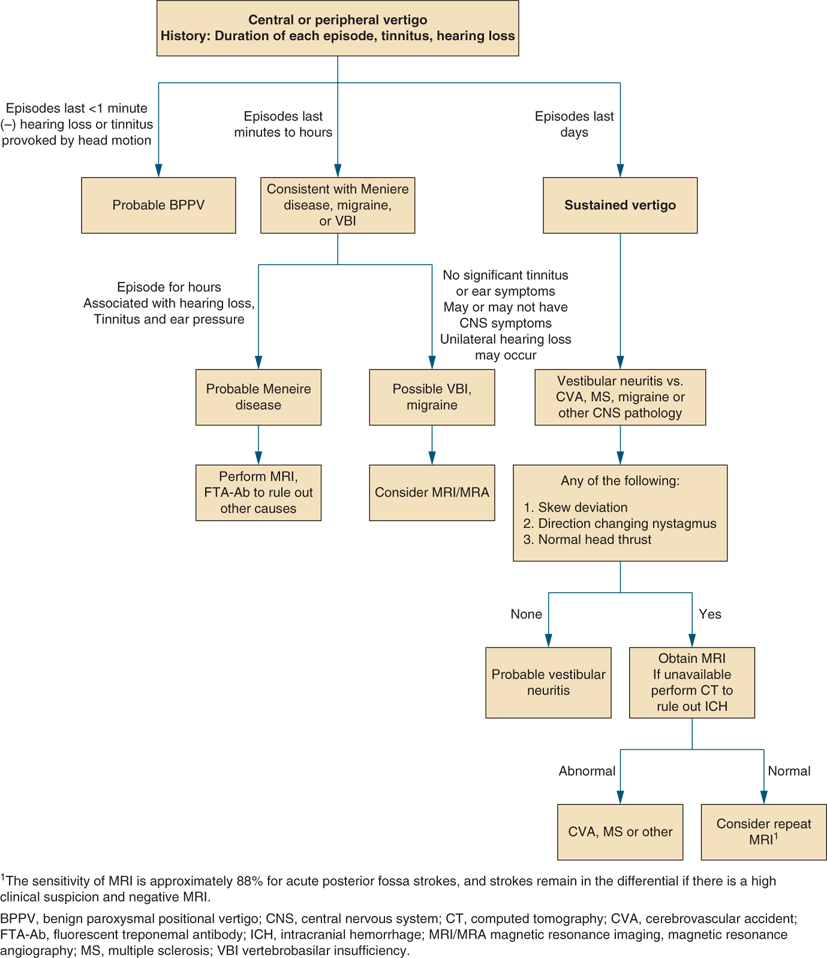 Central or peripheral vertigo
History: Duration of each episode, tinnitus, hearing loss
Episodes last <1 minute
(–) hearing loss or tinnitus
provoked by head motion
Episodes last
minutes to hours
Episodes last
days
Probable BPPV
Consistent with Meniere
disease, migraine,
or VBI
Sustained vertigo
Episode for hours
Associated with hearing loss,
Tinnitus and ear pressure
No significant tinnitus
or ear symptoms
May or may not have
CNS symptoms
Unilateral hearing loss
may occur
Probable Meneire
disease
Possible VBI,
migraine
Vestibular neuritis vs.
CVA, MS, migraine or
other CNS pathology
Perform MRI,
FTA-Ab to rule out
other causes
Consider MRI/MRA
Any of the following:
1. Skew deviation
2. Direction changing nystagmus
3. Normal head thrust
None
Yes
Probable vestibular
neuritis
Obtain MRI
If unavailable
perform CT to
rule out ICH
Abnormal
Normal
CVA, MS or other
Consider repeat
MRI¹
¹The sensitivity of MRI is approximately 88% for acute posterior fossa strokes, and strokes remain in the differential if there is a high
clinical suspicion and negative MRI.
BPPV, benign paroxysmal positional vertigo; CNS, central nervous system; CT, computed tomography; CVA, cerebrovascular accident;
FTA-Ab, fluorescent treponemal antibody; ICH, intracranial hemorrhage; MRI/MRA magnetic resonance imaging, magnetic resonance
angiography; MS, multiple sclerosis; VBI vertebrobasilar insufficiency.